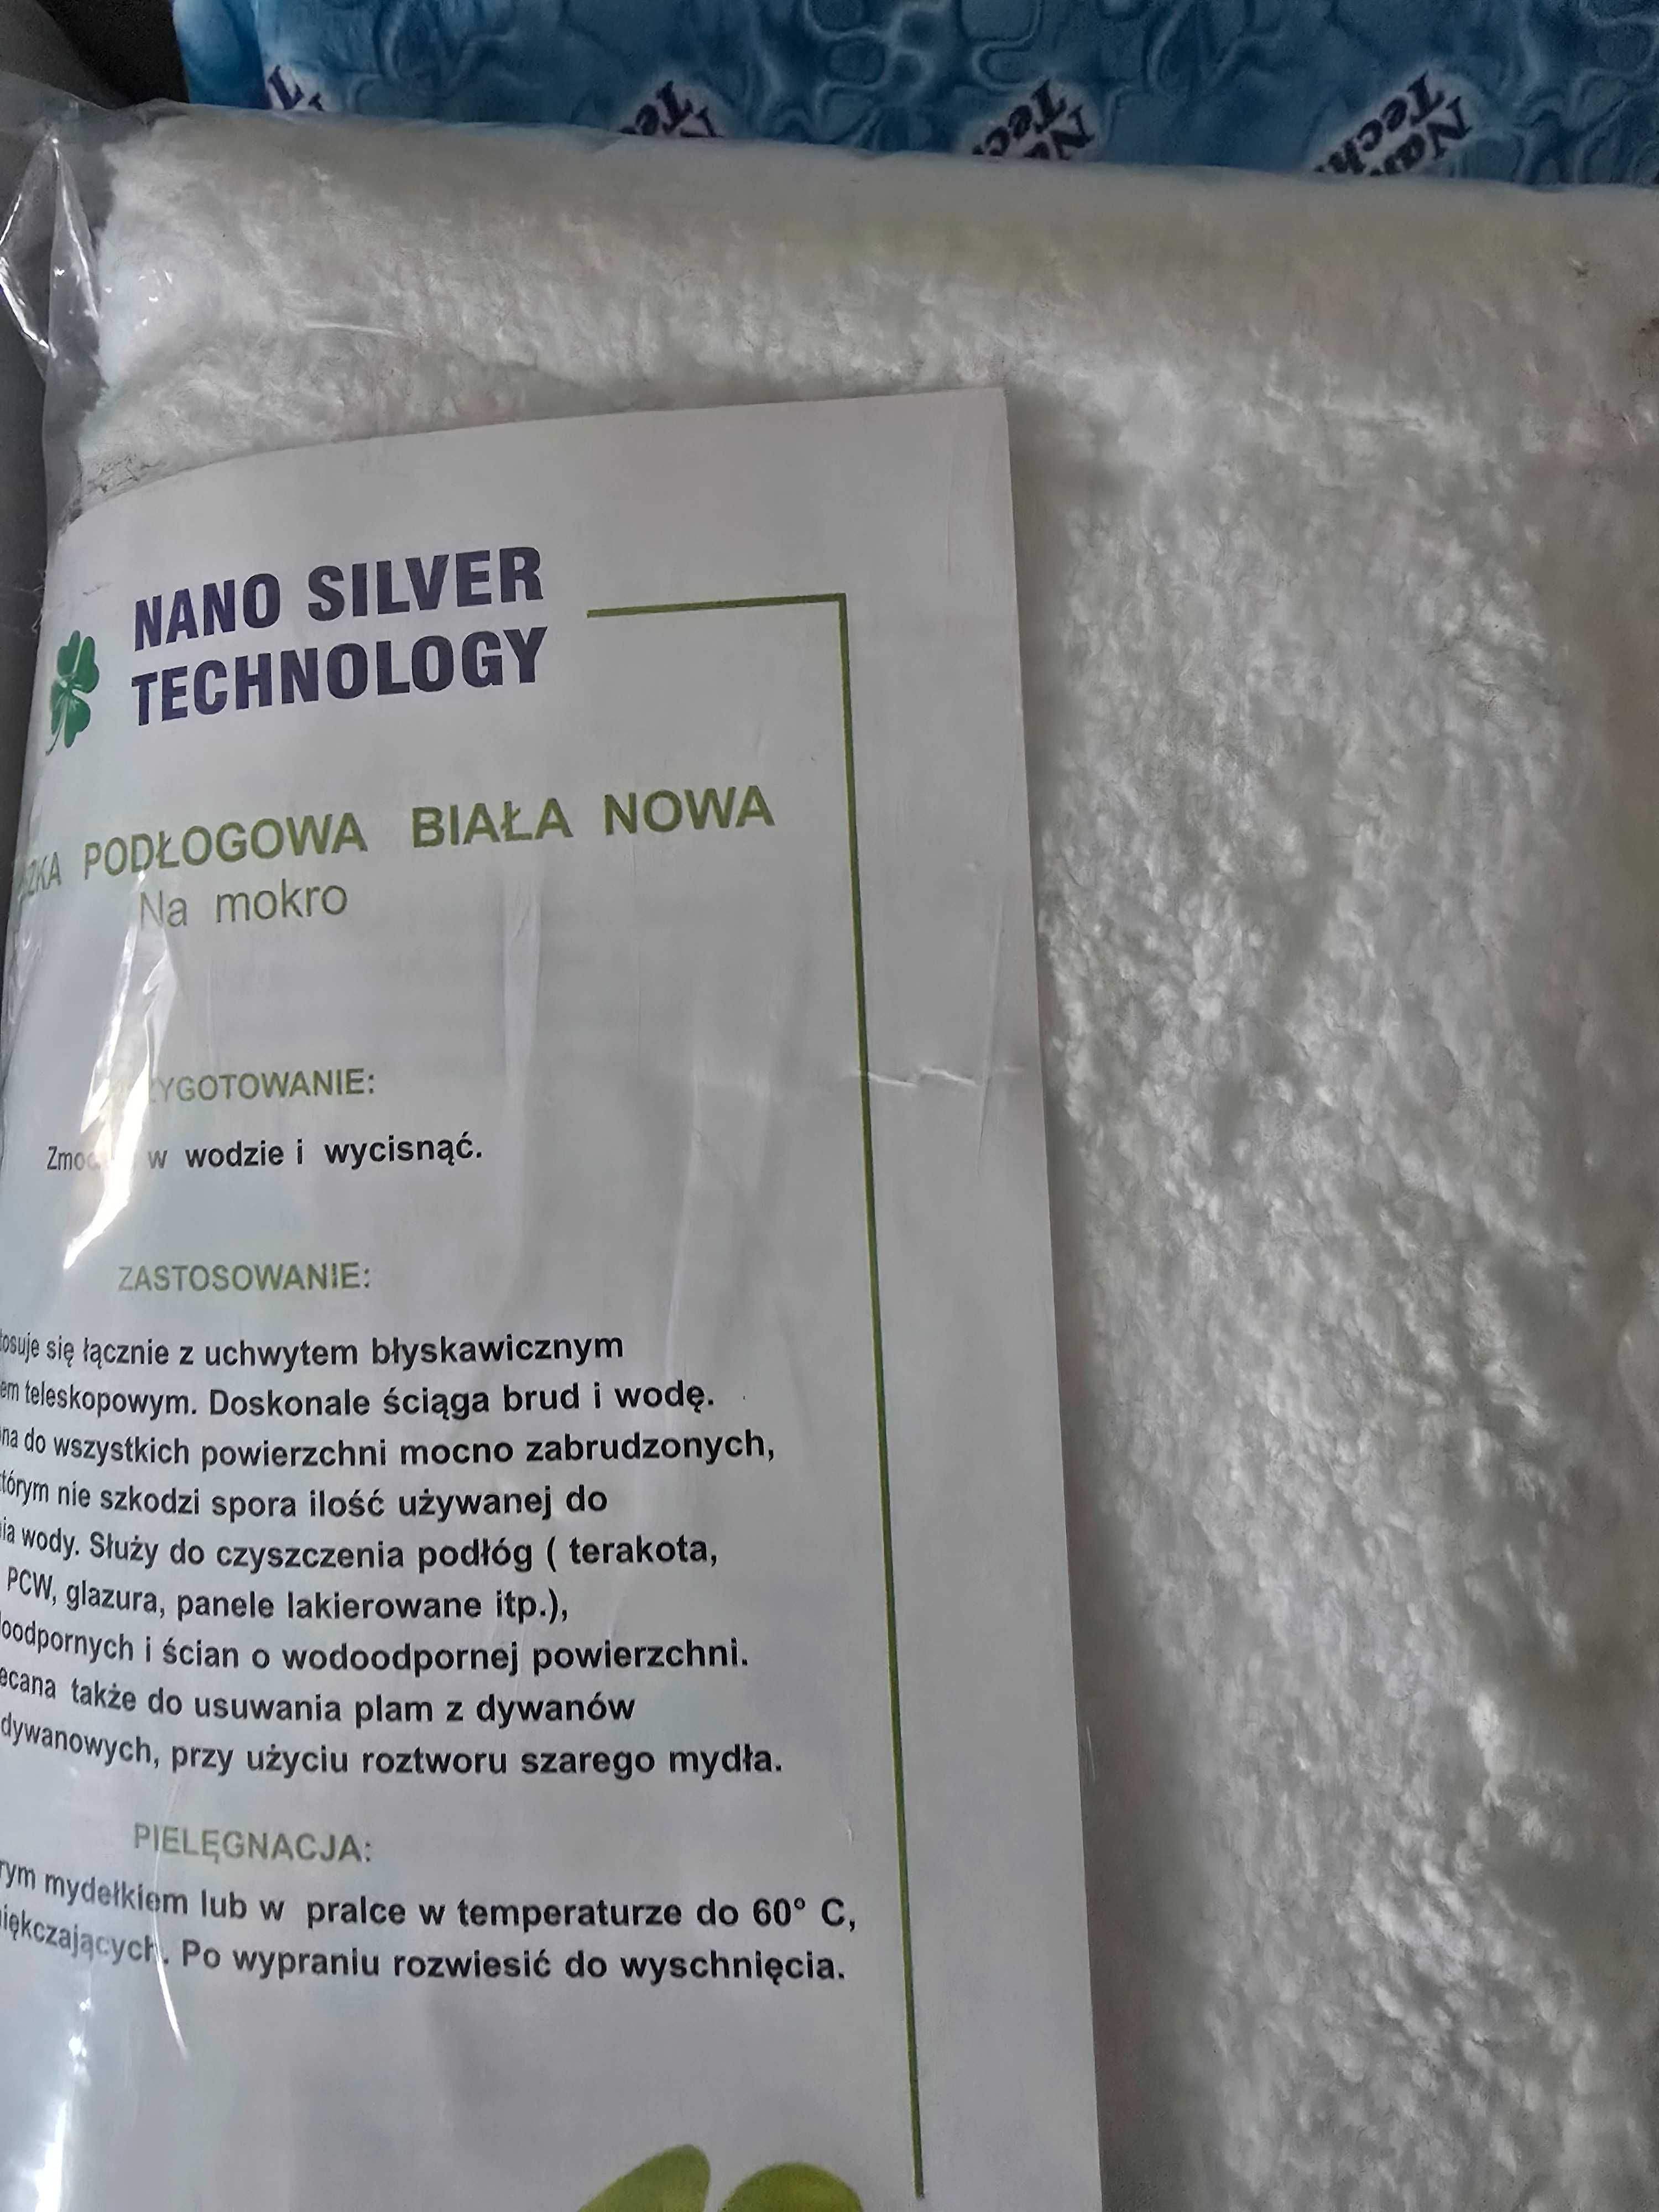 NANO SILVER
TECHNOLOGY
PODŁOGOWA BIAŁA NOWA
Na mokro
w wodzie i wycisnąć.
ZASTOSOWANIE:
się łącznie z uchwytem błyskawicznym
teleskopowym. Doskonale ściąga brud i wodę.
do wszystkich powierzchni mocno zabrudzonych,
nie szkodzi spora ilość używanej do
wody. Służy do czyszczenia podłóg ( terakota,
PCW, glazura, panele lakierowane itp.),
i ścian o wodoodpornej powierzchni.
także do usuwania plam z dywanów
dywanowych, przy użyciu roztworu szarego mydła.
PIELĘGNACJA:
mydełkiem lub w pralce w temperaturze do 60° C,
Po wypraniu rozwiesić do wyschnięcia.